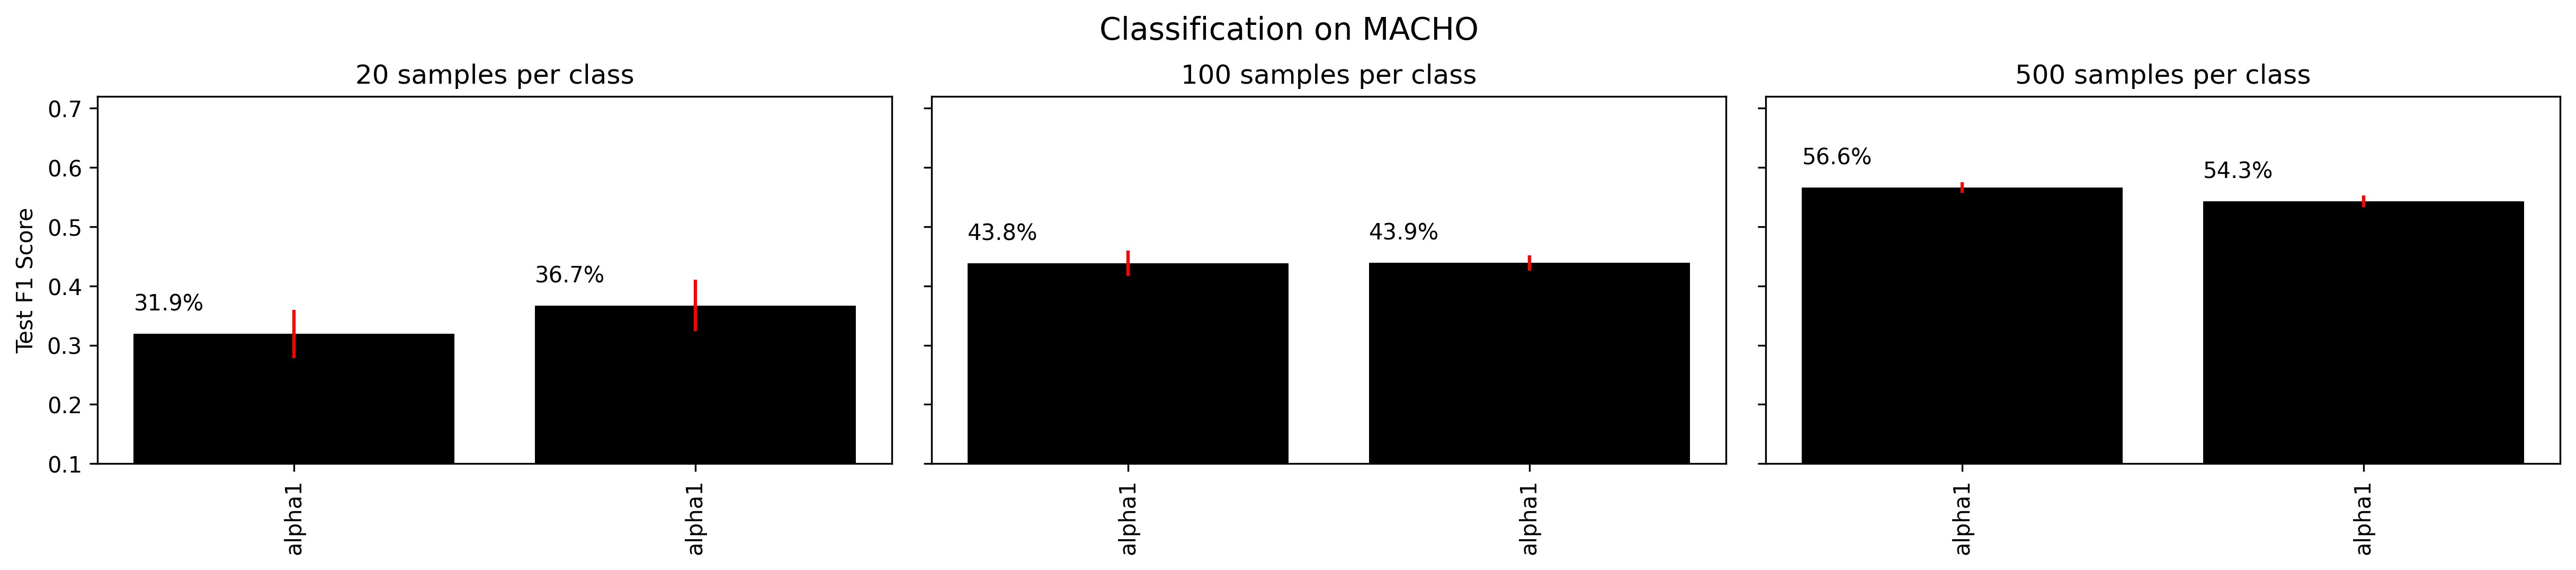 Classification on MACHO
20 samples per class
100 samples per class
500 samples per class
Test F1 Score
0.7
0.6
0.5
0.4
0.3
0.2
0.1
31.9%
36.7%
43.8%
43.9%
56.6%
54.3%
alpha1
alpha1
alpha1
alpha1
alpha1
alpha1